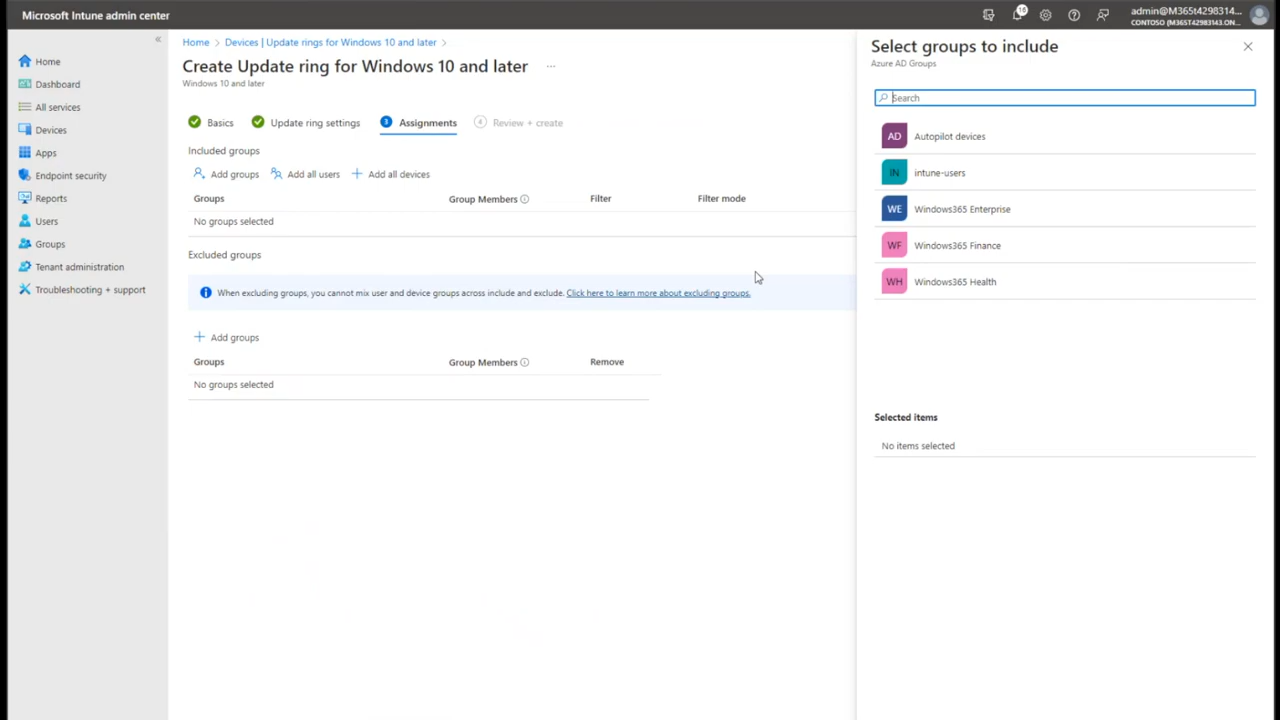 Microsoft Intune admin center
16
admin@M365t4298314...
CONTOSO (M365T4298143.ON...
«
Home
Dashboard
All services
Devices
Apps
Endpoint security
Reports
Users
Groups
Tenant administration
Troubleshooting + support
Home > Devices | Update rings for Windows 10 and later >
Create Update ring for Windows 10 and later ...
Windows 10 and later
Basics
Update ring settings
3 Assignments
4 Review + create
Included groups
Add groups
Add all users
Add all devices
Groups Group Members Filter Filter mode
No groups selected
Excluded groups
When excluding groups, you cannot mix user and device groups across include and exclude. Click here to learn more about excluding groups.
Add groups
Groups Group Members Remove
No groups selected
Select groups to include
Azure AD Groups
Search
AD Autopilot devices
IN intune-users
WE Windows365 Enterprise
WF Windows365 Finance
WH Windows365 Health
Selected items
No items selected